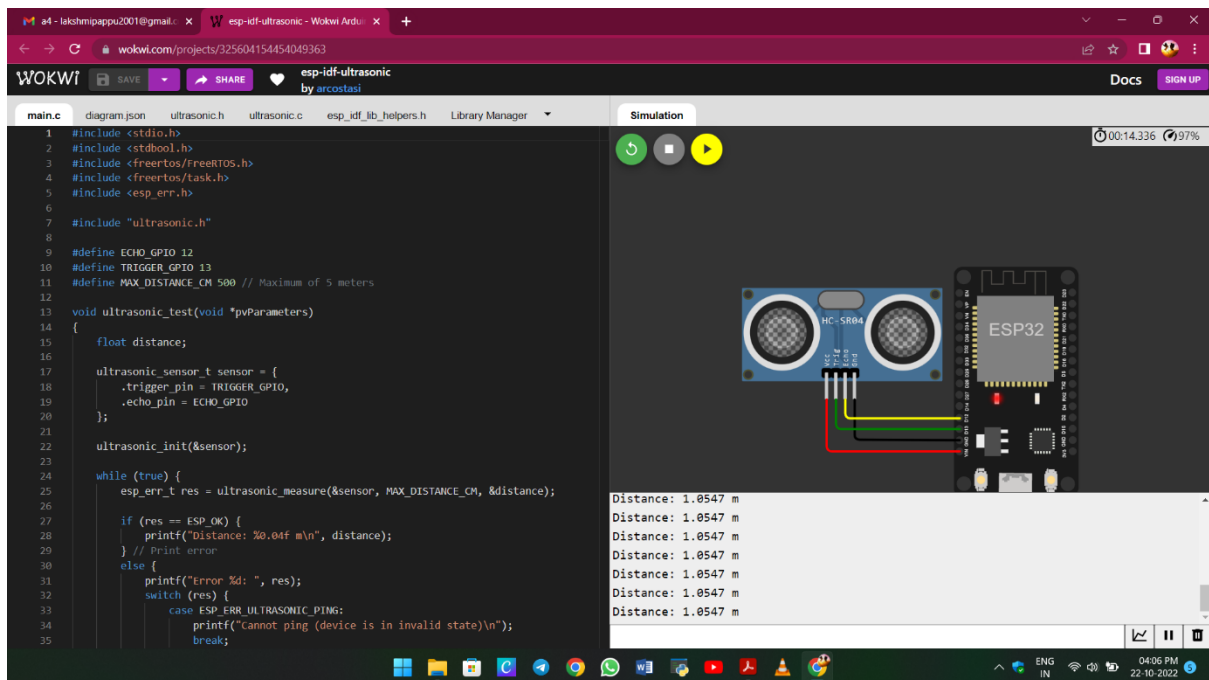 a4 - lakshmipappu2001@gmail.c
esp-idf-ultrasonic - Wokwi Ardui
wokwi.com/projects/325604154454049363
WOKWi
SAVE
SHARE
esp-idf-ultrasonic
by arcostasi
Docs
SIGN UP
main.c diagram.json ultrasonic.h ultrasonic.c esp_idf_lib_helpers.h Library Manager
1 #include <stdio.h>
2 #include <stdbool.h>
3 #include <freertos/FreeRTOS.h>
4 #include <freertos/task.h>
5 #include <esp_err.h>
6
7 #include "ultrasonic.h"
8
9 #define ECHO_GPIO 12
10 #define TRIGGER_GPIO 13
11 #define MAX_DISTANCE_CM 500 // Maximum of 5 meters
12
13 void ultrasonic_test(void *pvParameters)
14 {
15 float distance;
16
17 ultrasonic_sensor_t sensor = {
18 .trigger_pin = TRIGGER_GPIO,
19 .echo_pin = ECHO_GPIO
20 };
21
22 ultrasonic_init(&sensor);
23
24 while (true) {
25 esp_err_t res = ultrasonic_measure(&sensor, MAX_DISTANCE_CM, &distance);
26
27 if (res == ESP_OK) {
28 printf("Distance: %0.04f m\n", distance);
29 } // Print error
30 else {
31 printf("Error %d: ", res);
32 switch (res) {
33 case ESP_ERR_ULTRASONIC_PING:
34 printf("Cannot ping (device is in invalid state)\n");
35 break;
Simulation
00:14.336 97%
HC-SR04
Vcc Trig Echo Gnd
ESP32
Distance: 1.0547 m
Distance: 1.0547 m
Distance: 1.0547 m
Distance: 1.0547 m
Distance: 1.0547 m
Distance: 1.0547 m
Distance: 1.0547 m
ENG
IN
04:06 PM
22-10-2022
5